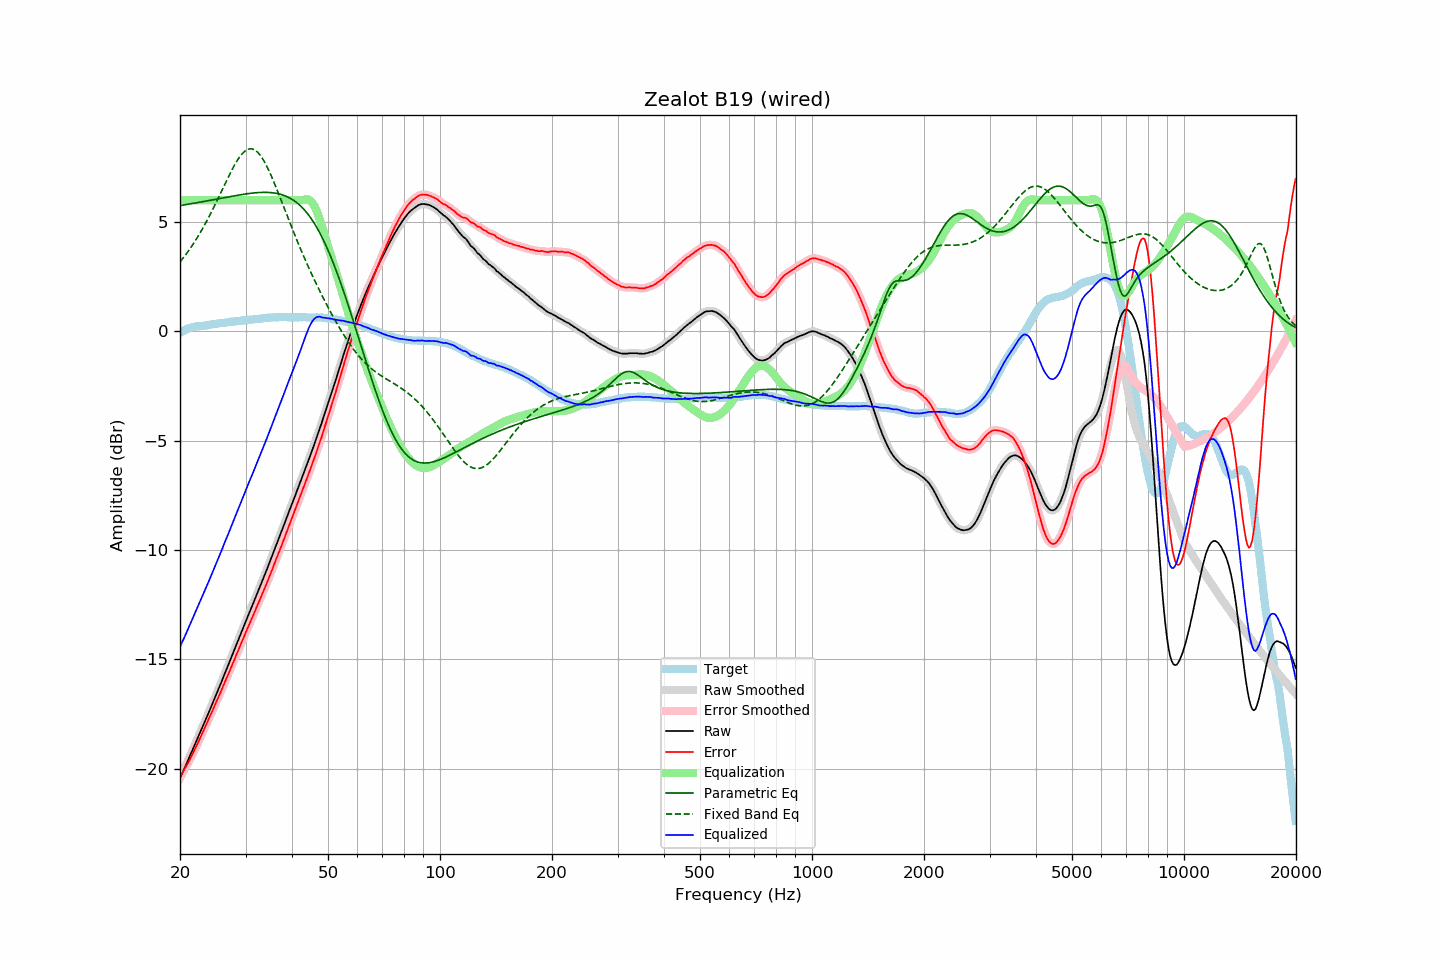 Zealot B19 (wired)
Amplitude (dBr)
5
0
−5
−10
−15
−20
Target
Raw Smoothed
Error Smoothed
Raw
Error
Equalization
Parametric Eq
Fixed Band Eq
Equalized
20 50 100 200 500 1000 2000 5000 10000 20000
Frequency (Hz)